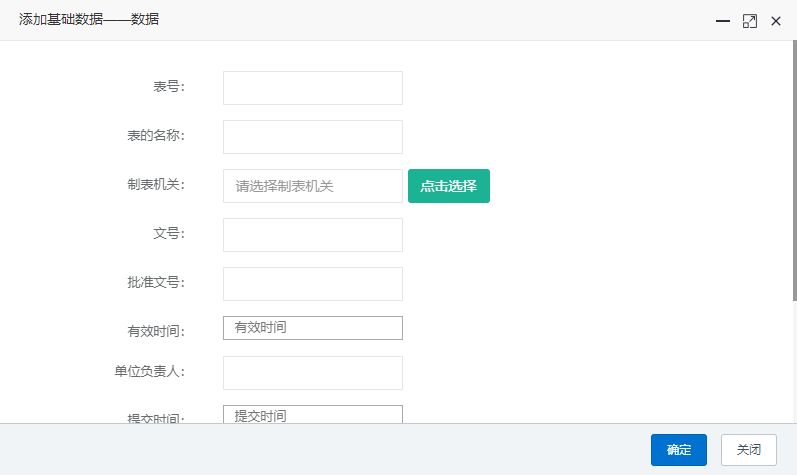 添加基础数据——数据
表号：
表的名称：
制表机关： 请选择制表机关 点击选择
文号：
批准文号：
有效时间： 有效时间
单位负责人：
提交时间： 提交时间
确定 关闭